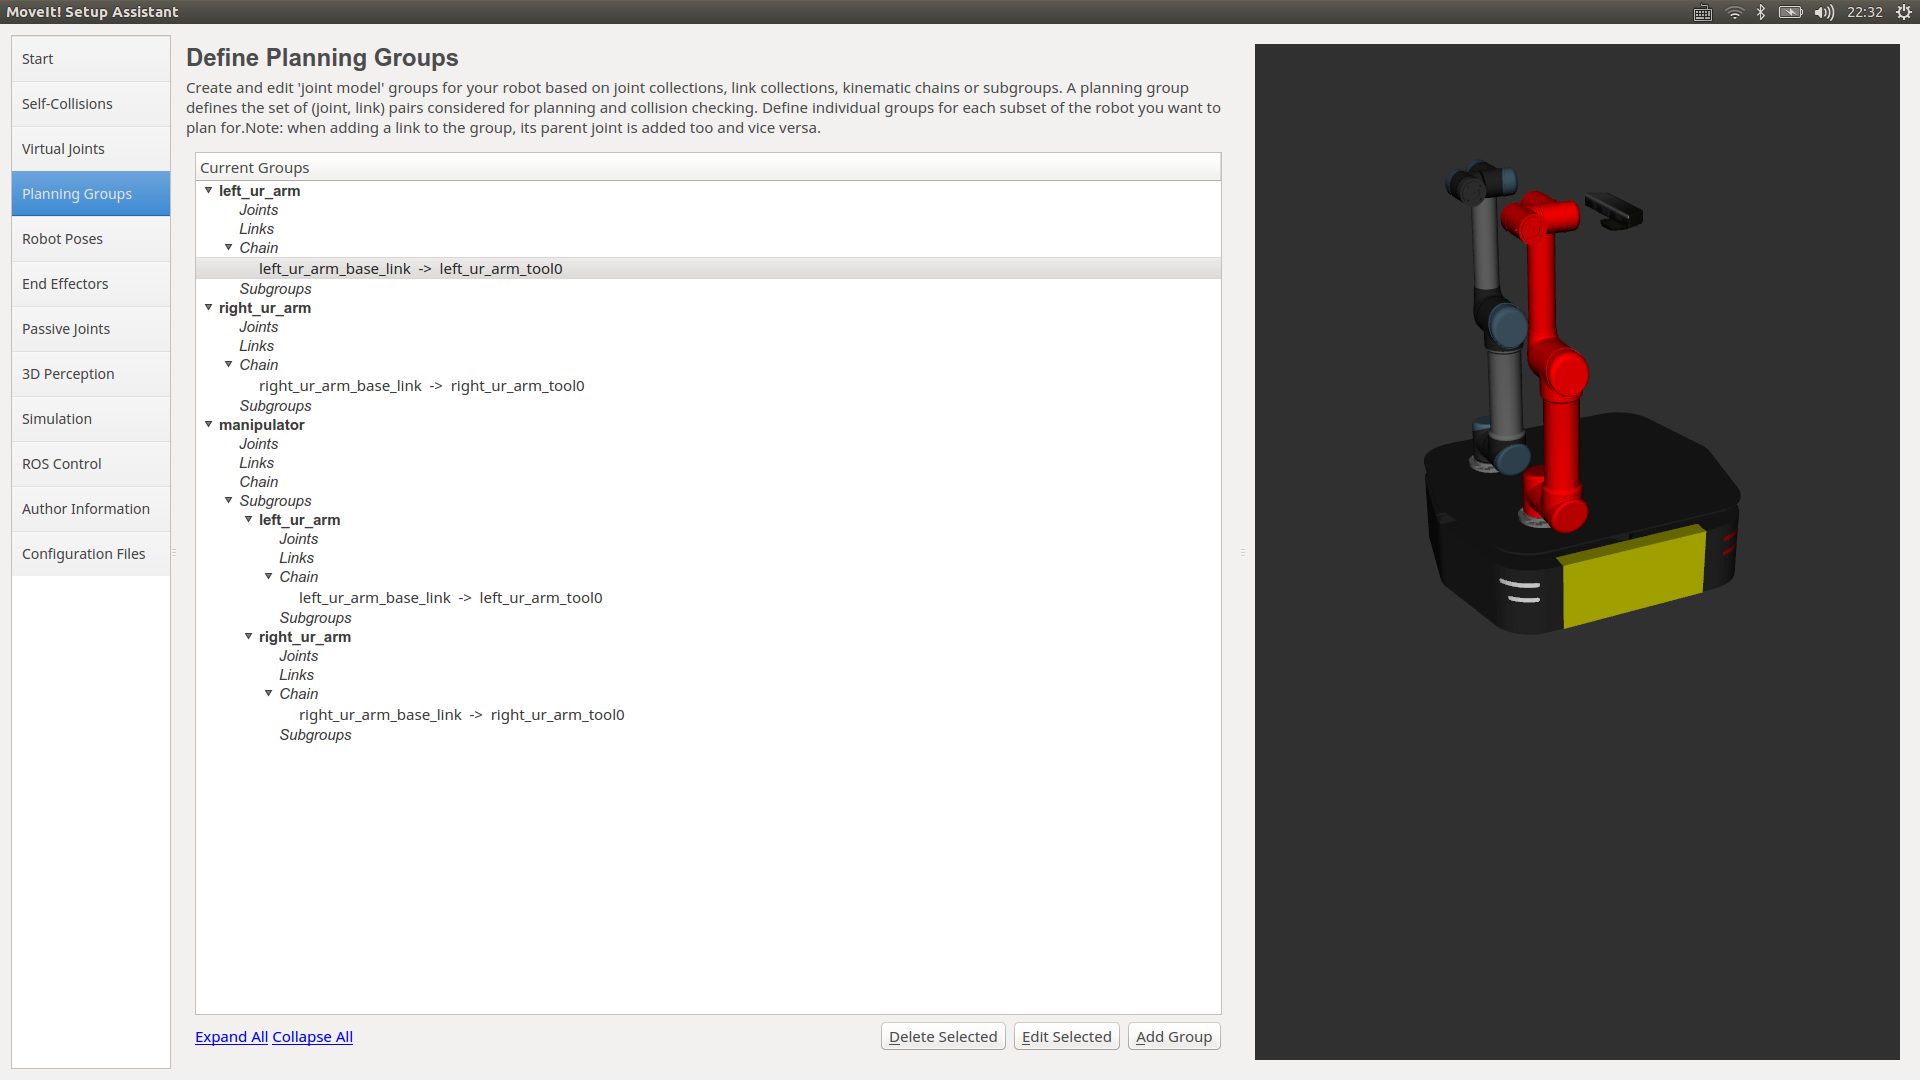 MoveIt! Setup Assistant
22:32
Start
Self-Collisions
Virtual Joints
Planning Groups
Robot Poses
End Effectors
Passive Joints
3D Perception
Simulation
ROS Control
Author Information
Configuration Files
Define Planning Groups
Create and edit 'joint model' groups for your robot based on joint collections, link collections, kinematic chains or subgroups. A planning group
defines the set of (joint, link) pairs considered for planning and collision checking. Define individual groups for each subset of the robot you want to
plan for.Note: when adding a link to the group, its parent joint is added too and vice versa.
Current Groups
left_ur_arm
Joints
Links
Chain
left_ur_arm_base_link -> left_ur_arm_tool0
Subgroups
right_ur_arm
Joints
Links
Chain
right_ur_arm_base_link -> right_ur_arm_tool0
Subgroups
manipulator
Joints
Links
Chain
Subgroups
left_ur_arm
Joints
Links
Chain
left_ur_arm_base_link -> left_ur_arm_tool0
Subgroups
right_ur_arm
Joints
Links
Chain
right_ur_arm_base_link -> right_ur_arm_tool0
Subgroups
Expand All Collapse All
Delete Selected
Edit Selected
Add Group